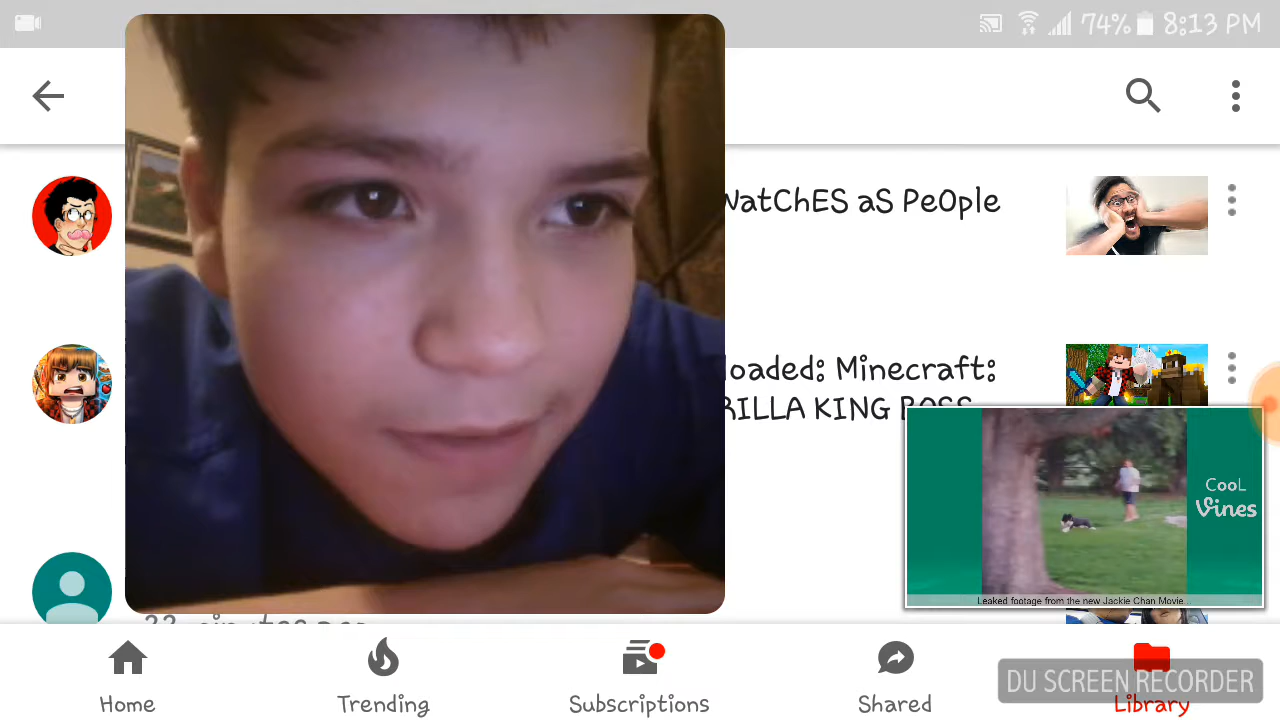 74% 8:13 PM
WatChES aS PeOple
loaded: Minecraft:
RILLA KING BOSS
CooL
Vines
Leaked footage from the new Jackie Chan Movie...
Home
Trending
Subscriptions
Shared
Library
DU SCREEN RECORDER